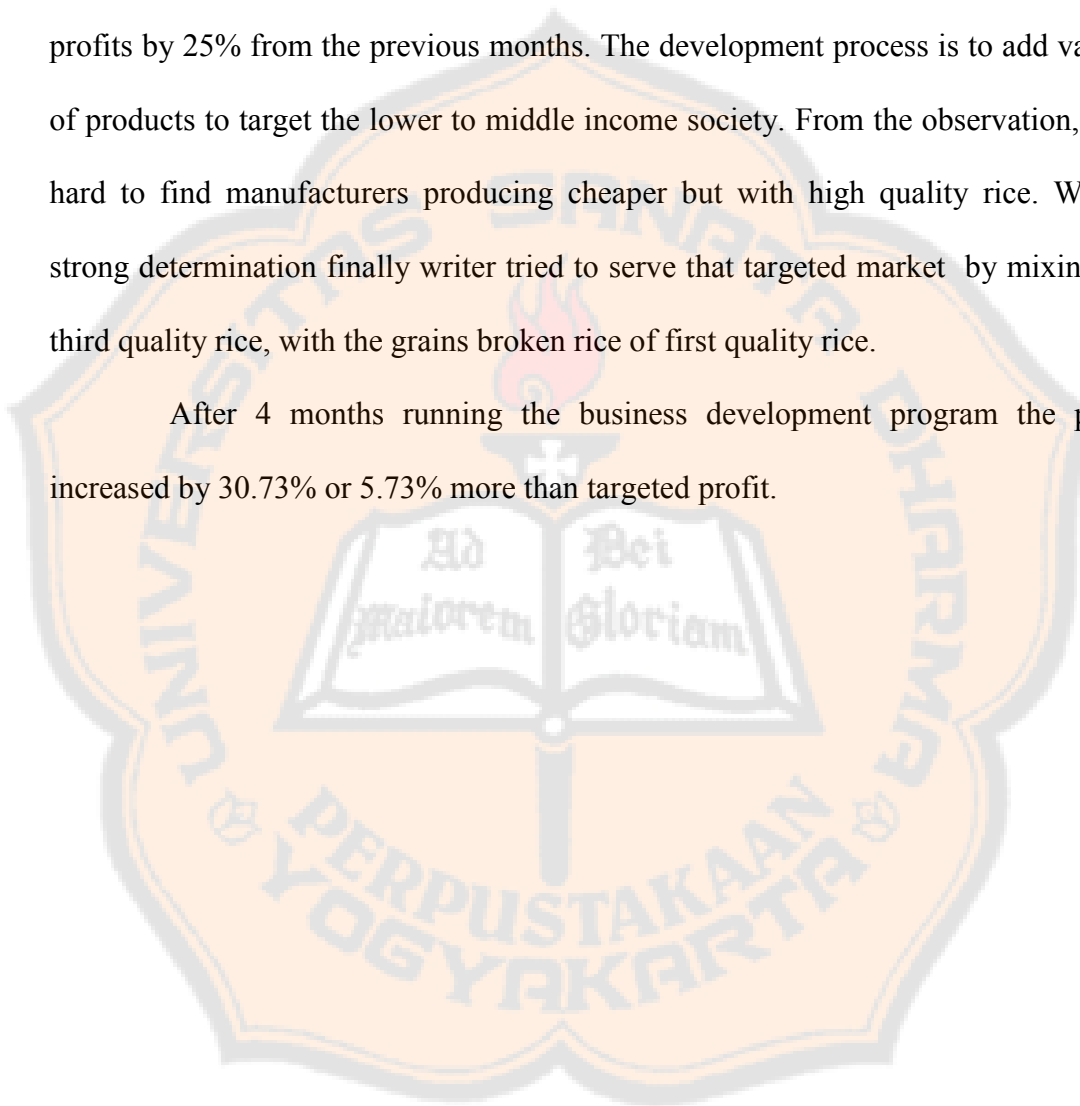 profits by 25% from the previous months. The development process is to add va
of products to target the lower to middle income society. From the observation,
hard to find manufacturers producing cheaper but with high quality rice. W
strong determination finally writer tried to serve that targeted market by mixin
third quality rice, with the grains broken rice of first quality rice.
After 4 months running the business development program the p
increased by 30.73% or 5.73% more than targeted profit.
UNIVERSITAS SANATA DHARMA
Ad Dei
Maiorem Gloriam
PERPUSTAKAAN
YOGYAKARTA